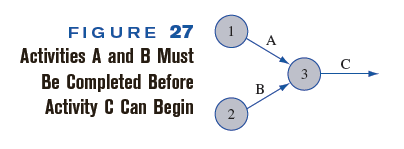 FIGURE 27
Activities A and B Must
Be Completed Before
Activity C Can Begin
1
A
3
C
B
2